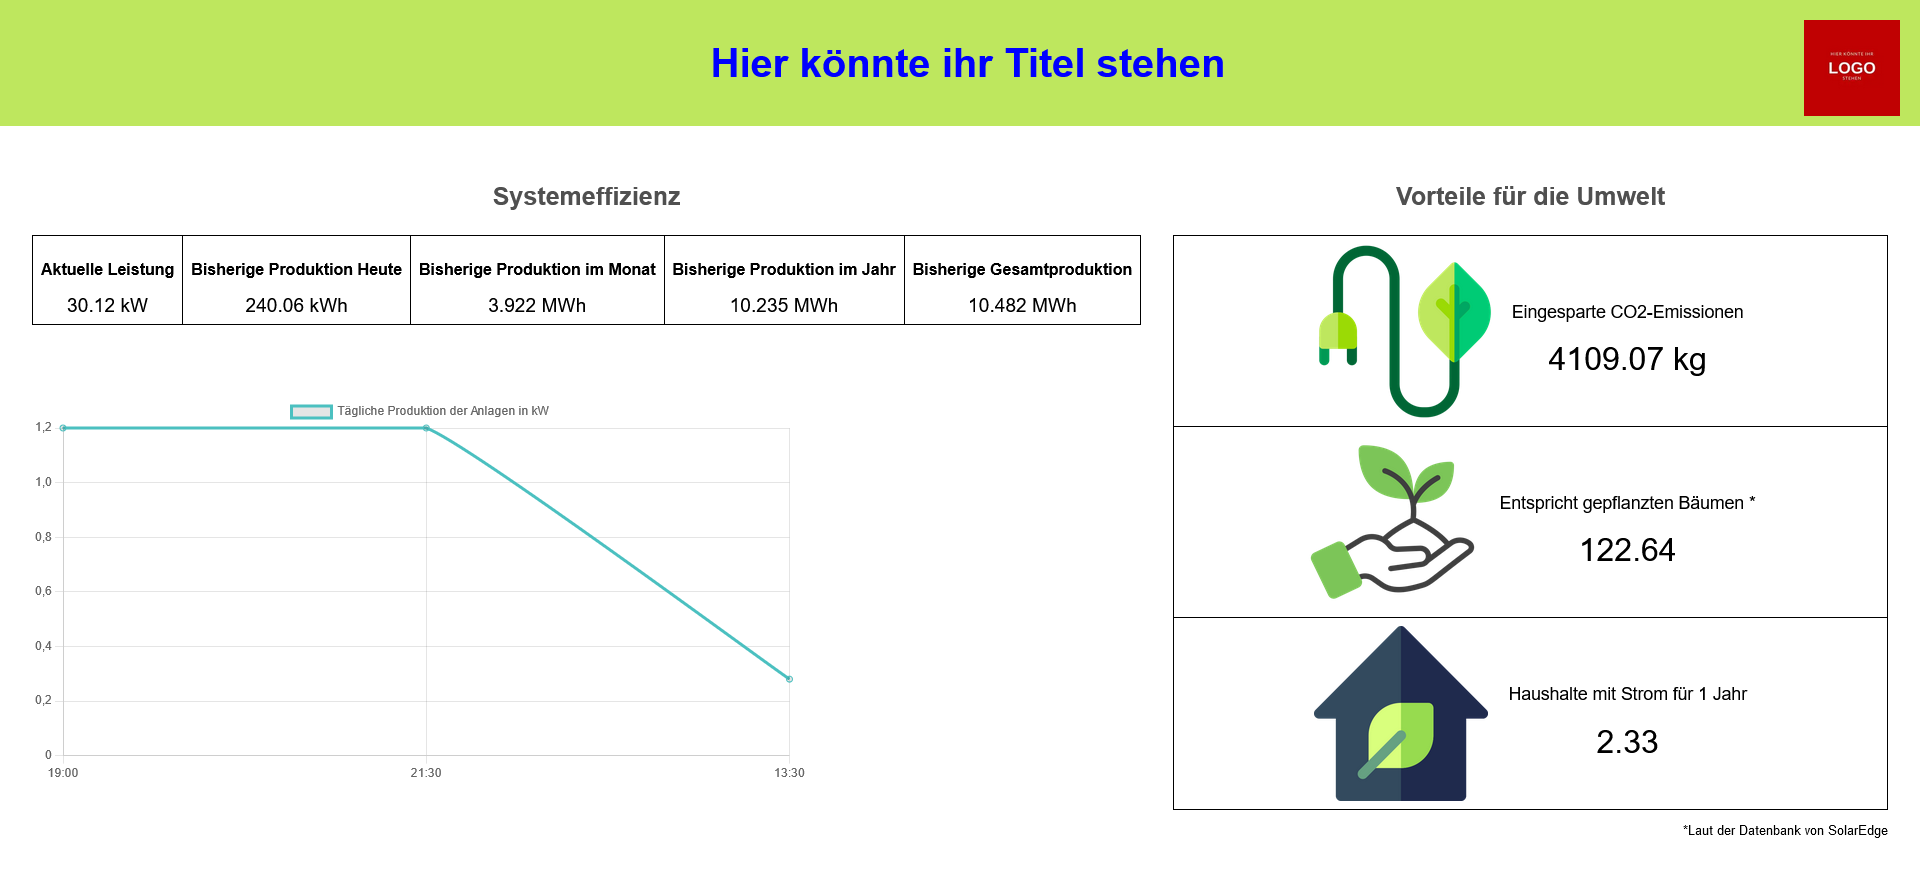 Hier könnte ihr Titel stehen
HIER KÖNNTE IHR
LOGO
STEHEN
Systemeffizienz
Aktuelle Leistung
30.12 kW
Bisherige Produktion Heute
240.06 kWh
Bisherige Produktion im Monat
3.922 MWh
Bisherige Produktion im Jahr
10.235 MWh
Bisherige Gesamtproduktion
10.482 MWh
Tägliche Produktion der Anlagen in kW
1,2
1,0
0,8
0,6
0,4
0,2
0
19:00
21:30
13:30
Vorteile für die Umwelt
Eingesparte CO2-Emissionen
4109.07 kg
Entspricht gepflanzten Bäumen *
122.64
Haushalte mit Strom für 1 Jahr
2.33
*Laut der Datenbank von SolarEdge